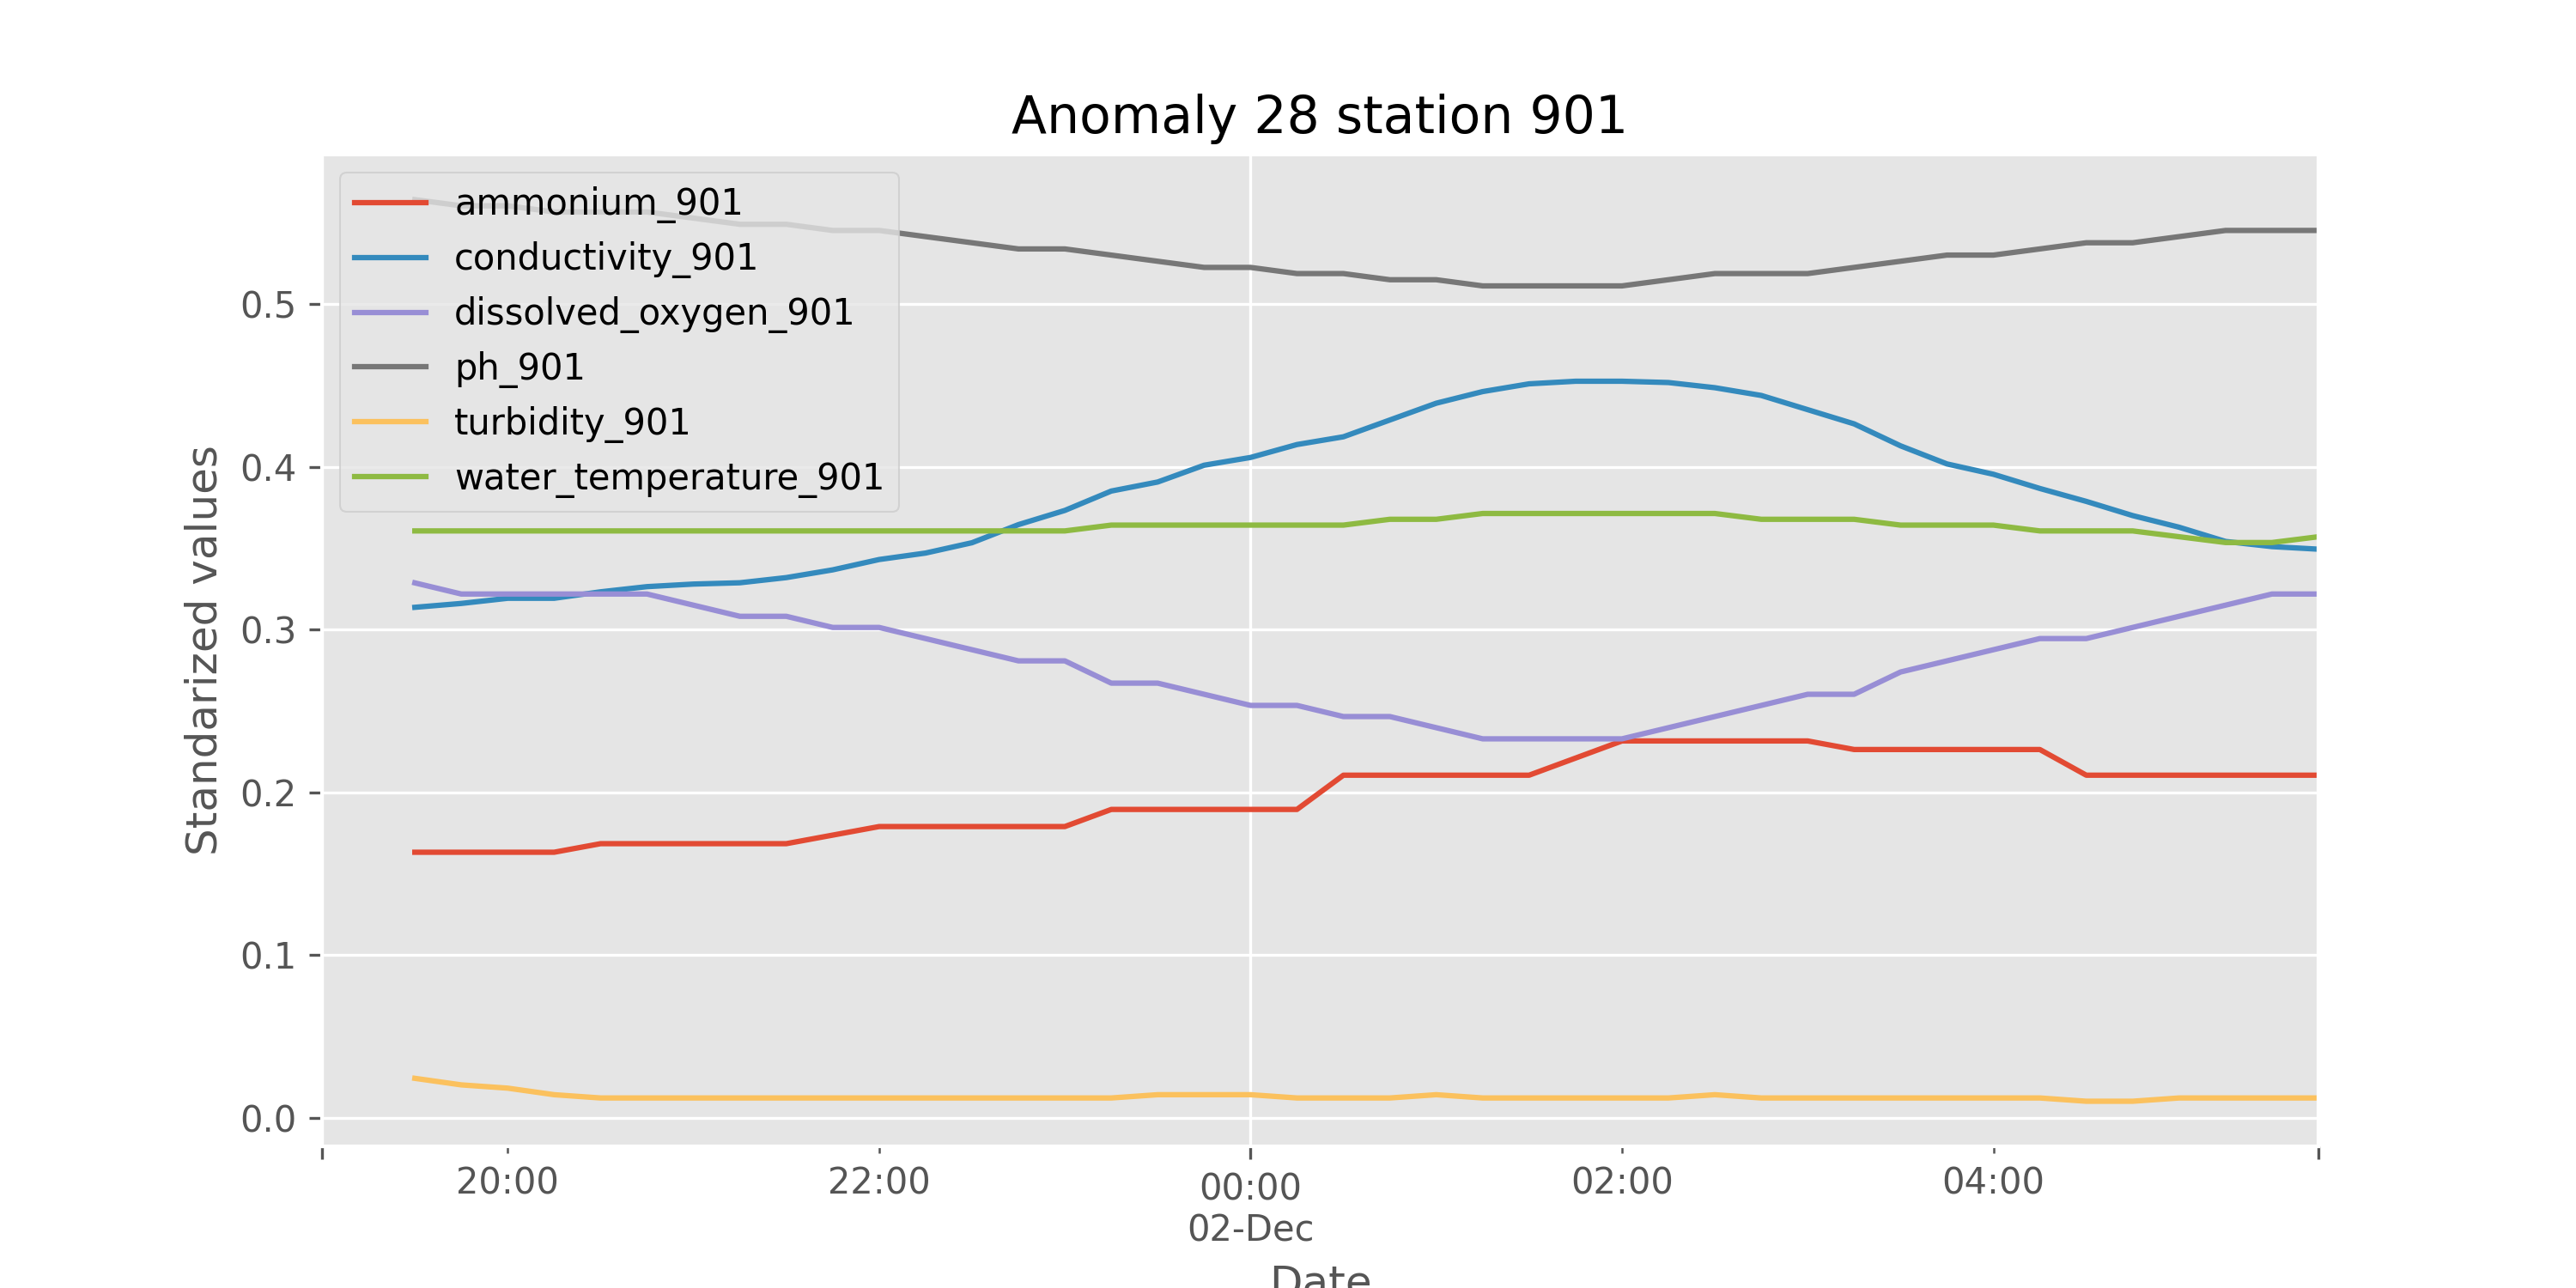 Anomaly 28 station 901
ammonium_901
conductivity_901
dissolved_oxygen_901
ph_901
turbidity_901
water_temperature_901
Standarized values
0.5
0.4
0.3
0.2
0.1
0.0
20:00 22:00 00:00 02:00 04:00
02-Dec
Date